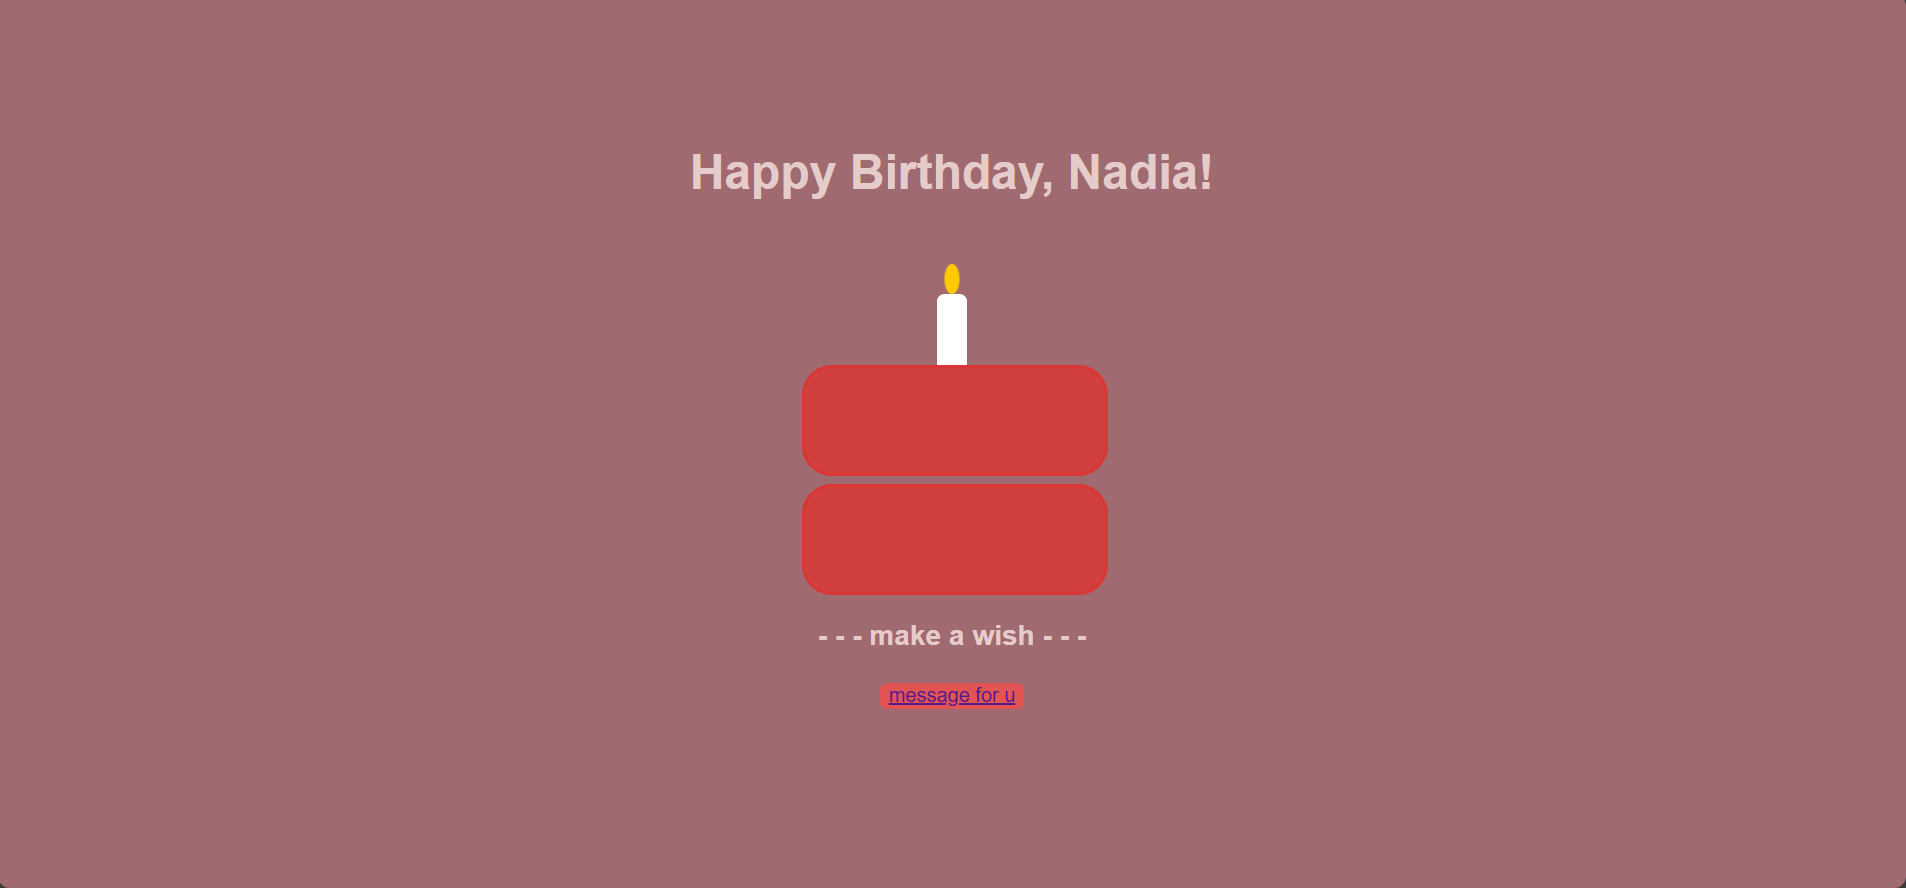 Happy Birthday, Nadia!
- - - make a wish - - -
message for u